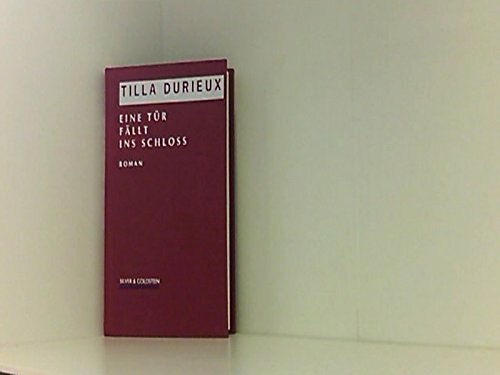 TILLA DURIEUX
EINE TÜR
FÄLLT
INS SCHLOSS
ROMAN
SILVER & GOLDSTEIN